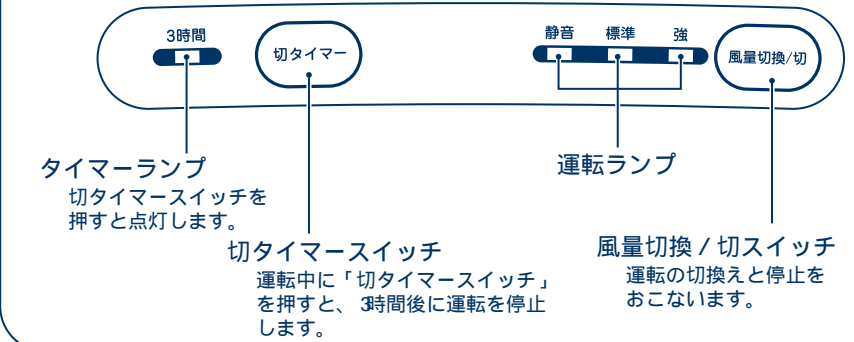 3時間
切タイマー
静音 標準 強
風量切換/切
タイマーランプ
切タイマースイッチを
押すと点灯します。
運転ランプ
切タイマースイッチ
運転中に「切タイマースイッチ」
を押すと、3時間後に運転を停止
します。
風量切換/切スイッチ
運転の切換えと停止を
おこないます。